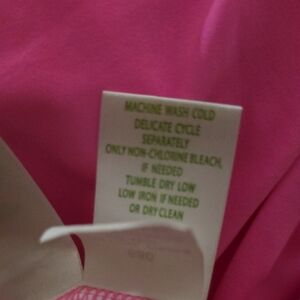 MACHINE WASH COLD
DELICATE CYCLE
SEPARATELY
ONLY NON-CHLORINE BLEACH,
IF NEEDED
TUMBLE DRY LOW
LOW IRON IF NEEDED
OR DRY CLEAN